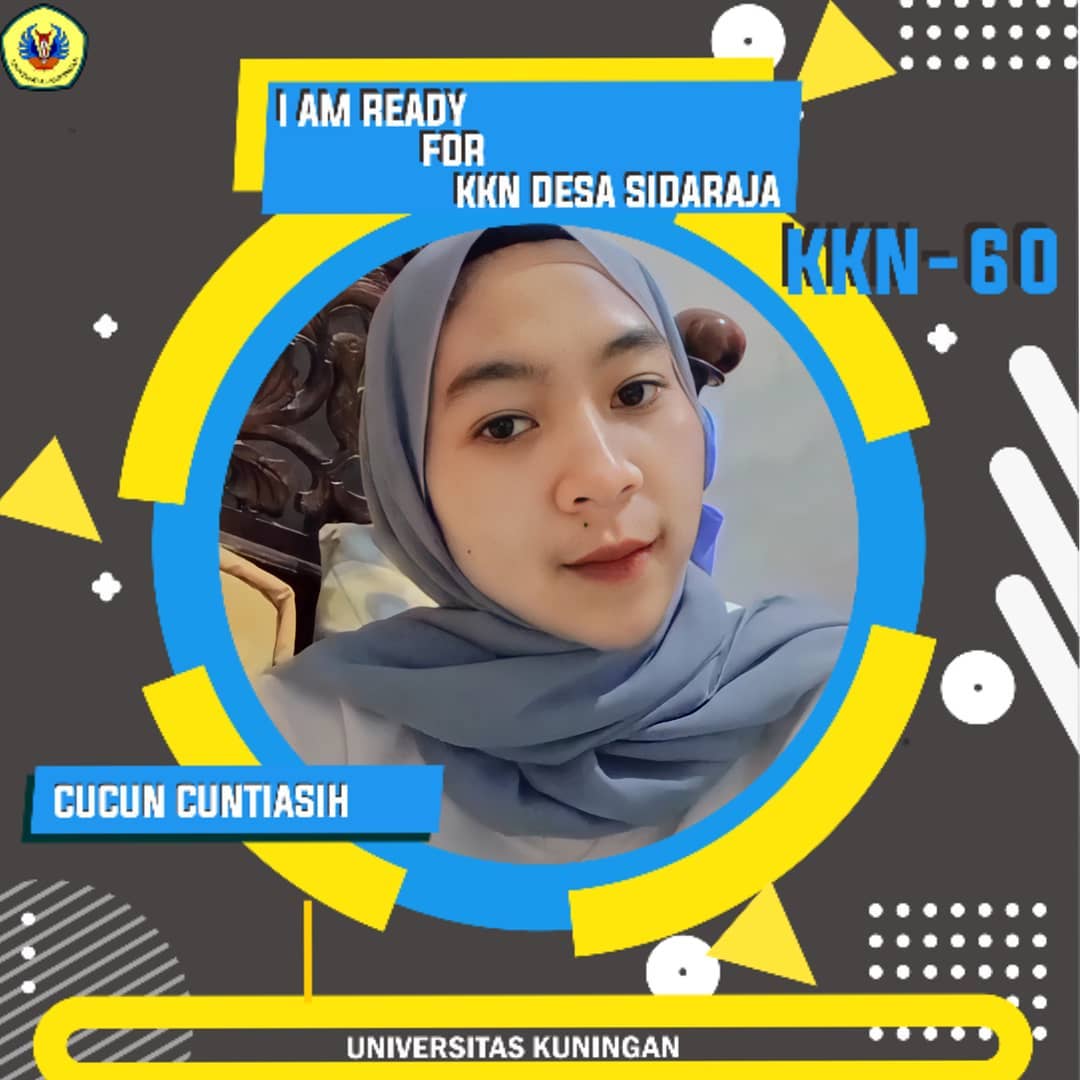 I AM READY
FOR
KKN DESA SIDARAJA
KKN-60
CUCUN CUNTIASIH
UNIVERSITAS KUNINGAN